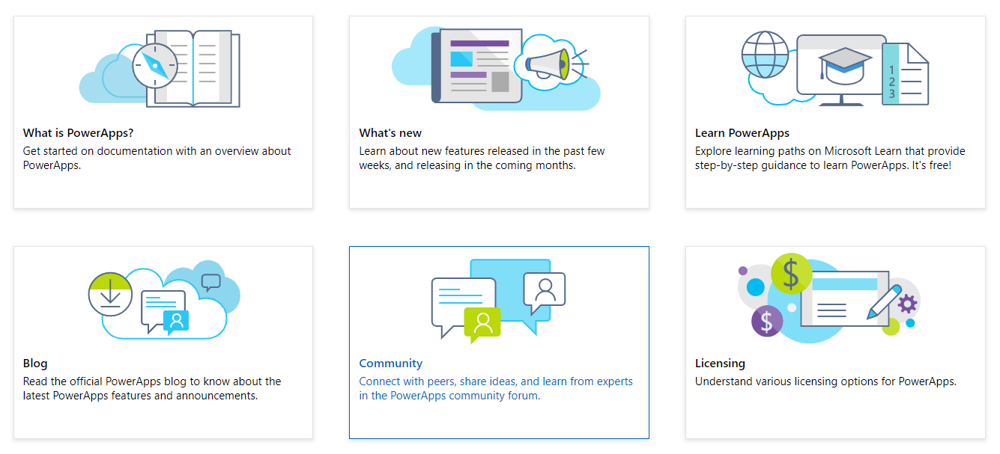 What is PowerApps?
Get started on documentation with an overview about
PowerApps.
What's new
Learn about new features released in the past few
weeks, and releasing in the coming months.
1
2
3
Learn PowerApps
Explore learning paths on Microsoft Learn that provide
step-by-step guidance to learn PowerApps. It's free!
Blog
Read the official PowerApps blog to know about the
latest PowerApps features and announcements.
Community
Connect with peers, share ideas, and learn from experts
in the PowerApps community forum.
$
$
Licensing
Understand various licensing options for PowerApps.